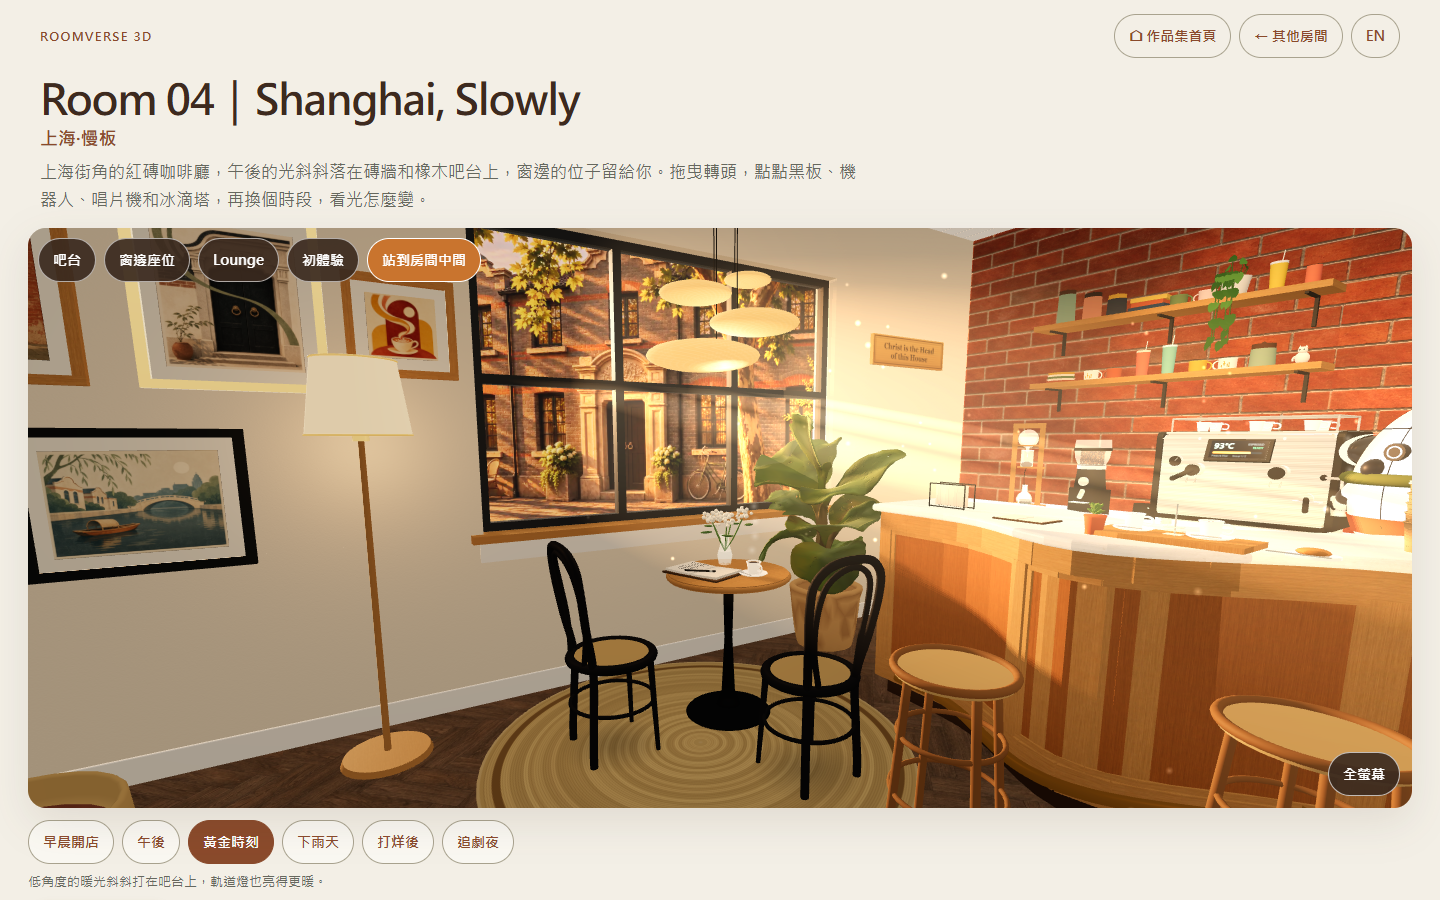 ROOMVERSE 3D
作品集首頁
← 其他房間
EN
Room 04 | Shanghai, Slowly
上海·慢板
上海街角的紅磚咖啡廳，午後的光斜斜落在磚牆和橡木吧台上，窗邊的位子留給你。拖曳轉頭，點點黑板、機
器人、唱片機和冰滴塔，再換個時段，看光怎麼變。
吧台
窗邊座位
Lounge
初體驗
站到房間中間
Christ is the Head
of this House
93°C
全螢幕
早晨開店
午後
黃金時刻
下雨天
打烊後
追劇夜
低角度的暖光斜斜打在吧台上，軌道燈也亮得更暖。